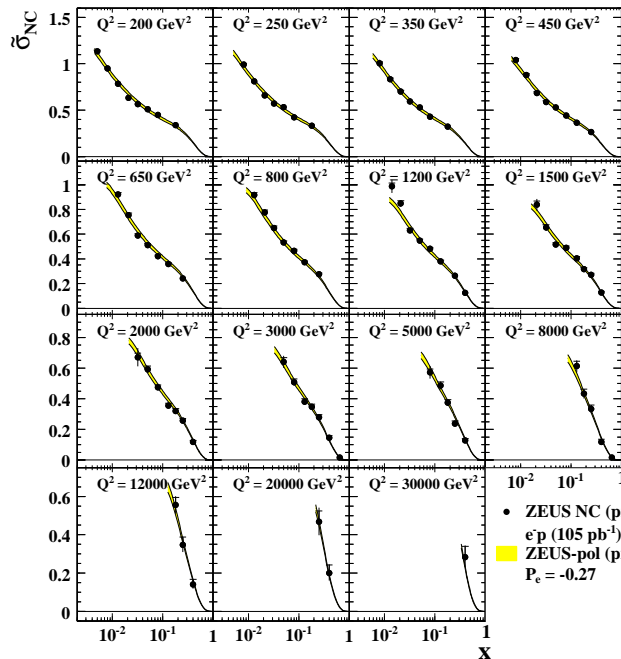 σ̃NC
Q² = 200 GeV²
Q² = 250 GeV²
Q² = 350 GeV²
Q² = 450 GeV²
1.5
1
0.5
0
Q² = 650 GeV²
Q² = 800 GeV²
Q² = 1200 GeV²
Q² = 1500 GeV²
1
0.8
0.6
0.4
0.2
0
Q² = 2000 GeV²
Q² = 3000 GeV²
Q² = 5000 GeV²
Q² = 8000 GeV²
0.8
0.6
0.4
0.2
0
Q² = 12000 GeV²
Q² = 20000 GeV²
Q² = 30000 GeV²
10⁻² 10⁻¹ 1
0.6
0.4
0.2
0
ZEUS NC (p
e⁻p (105 pb⁻¹)
ZEUS-pol (p
Pe = -0.27
10⁻² 10⁻¹ 1 10⁻² 10⁻¹ 1 10⁻² 10⁻¹ 1
x